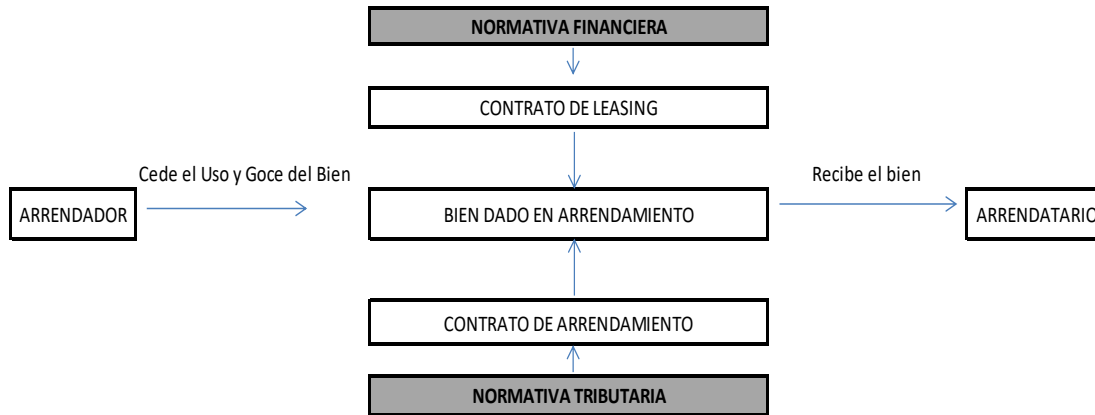 NORMATIVA FINANCIERA
CONTRATO DE LEASING
Cede el Uso y Goce del Bien
Recibe el bien
ARRENDADOR
BIEN DADO EN ARRENDAMIENTO
ARRENDATARIO
CONTRATO DE ARRENDAMIENTO
NORMATIVA TRIBUTARIA